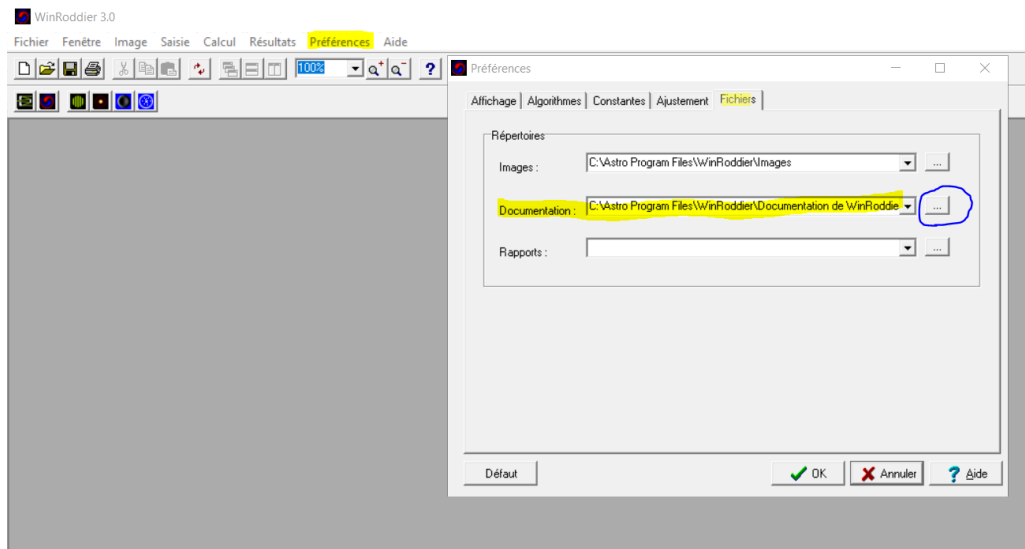 WinRoddier 3.0
Fichier Fenêtre Image Saisie Calcul Résultats Préférences Aide
100%
?
Préférences
Affichage Algorithmes Constantes Ajustement Fichiers
Répertoires
Images : C:\Astro Program Files\WinRoddier\Images ...
Documentation : C:\Astro Program Files\WinRoddier\Documentation de WinRoddie ...
Rapports : ...
Défaut OK Annuler ? Aide